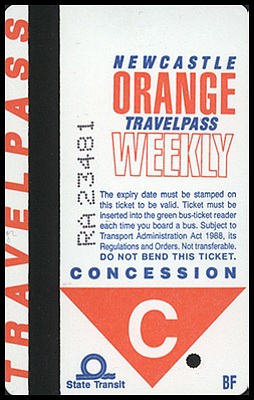 TRAVELPASS
NEWCASTLE
ORANGE
TRAVELPASS
WEEKLY
RA23481
The expiry date must be stamped on
this ticket to be valid. Ticket must be
inserted into the green bus-ticket reader
each time you board a bus. Subject to
Transport Administration Act 1988, its
Regulations and Orders. Not transferable.
DO NOT BEND THIS TICKET.
CONCESSION
C
State Transit
BF